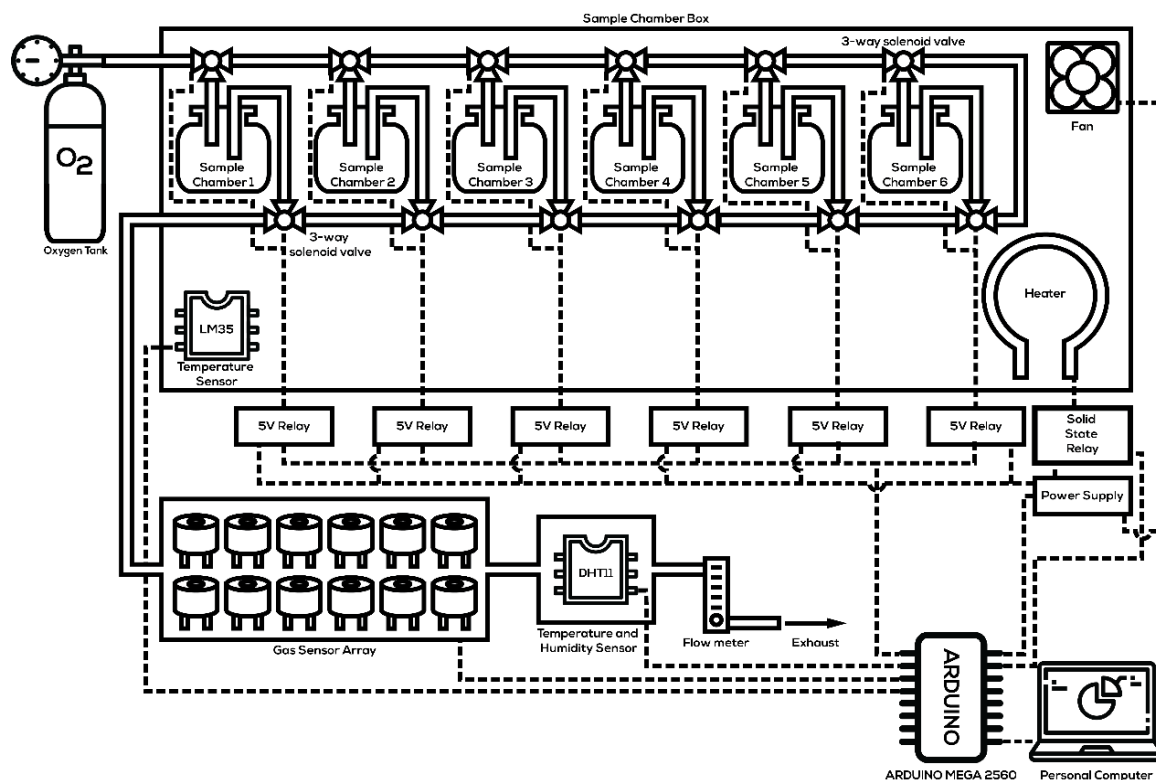 Sample Chamber Box
3-way solenoid valve
Fan
O2
Oxygen Tank
Sample
Chamber 1
Sample
Chamber 2
Sample
Chamber 3
Sample
Chamber 4
Sample
Chamber 5
Sample
Chamber 6
3-way
solenoid valve
LM35
Temperature
Sensor
Heater
5V Relay
5V Relay
5V Relay
5V Relay
5V Relay
5V Relay
Solid
State
Relay
Power Supply
Gas Sensor Array
DHT11
Temperature and
Humidity Sensor
Flow meter
Exhaust
ARDUINO
ARDUINO MEGA 2560
Personal Computer